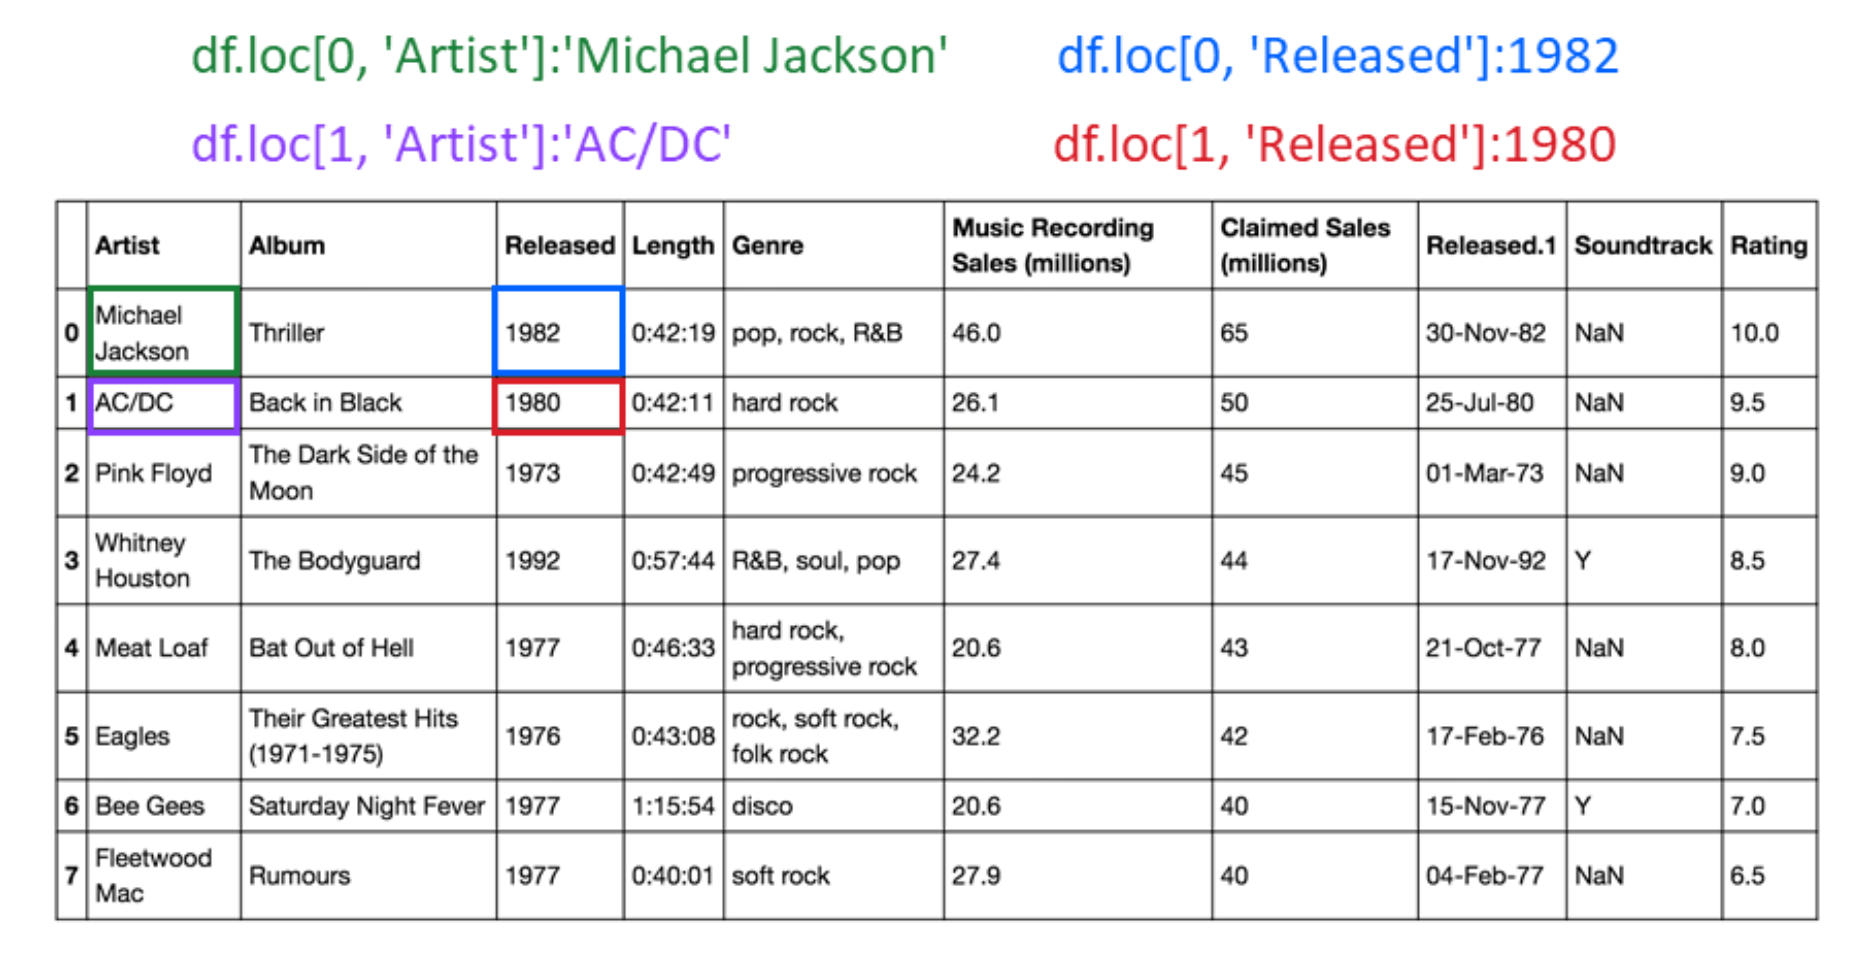 df.loc[0, 'Artist']:'Michael Jackson' df.loc[0, 'Released']:1982
df.loc[1, 'Artist']:'AC/DC' df.loc[1, 'Released']:1980
Artist Album Released Length Genre Music Recording Sales (millions) Claimed Sales (millions) Released.1 Soundtrack Rating
0 Michael Jackson Thriller 1982 0:42:19 pop, rock, R&B 46.0 65 30-Nov-82 NaN 10.0
1 AC/DC Back in Black 1980 0:42:11 hard rock 26.1 50 25-Jul-80 NaN 9.5
2 Pink Floyd The Dark Side of the Moon 1973 0:42:49 progressive rock 24.2 45 01-Mar-73 NaN 9.0
3 Whitney Houston The Bodyguard 1992 0:57:44 R&B, soul, pop 27.4 44 17-Nov-92 Y 8.5
4 Meat Loaf Bat Out of Hell 1977 0:46:33 hard rock, progressive rock 20.6 43 21-Oct-77 NaN 8.0
5 Eagles Their Greatest Hits (1971-1975) 1976 0:43:08 rock, soft rock, folk rock 32.2 42 17-Feb-76 NaN 7.5
6 Bee Gees Saturday Night Fever 1977 1:15:54 disco 20.6 40 15-Nov-77 Y 7.0
7 Fleetwood Mac Rumours 1977 0:40:01 soft rock 27.9 40 04-Feb-77 NaN 6.5